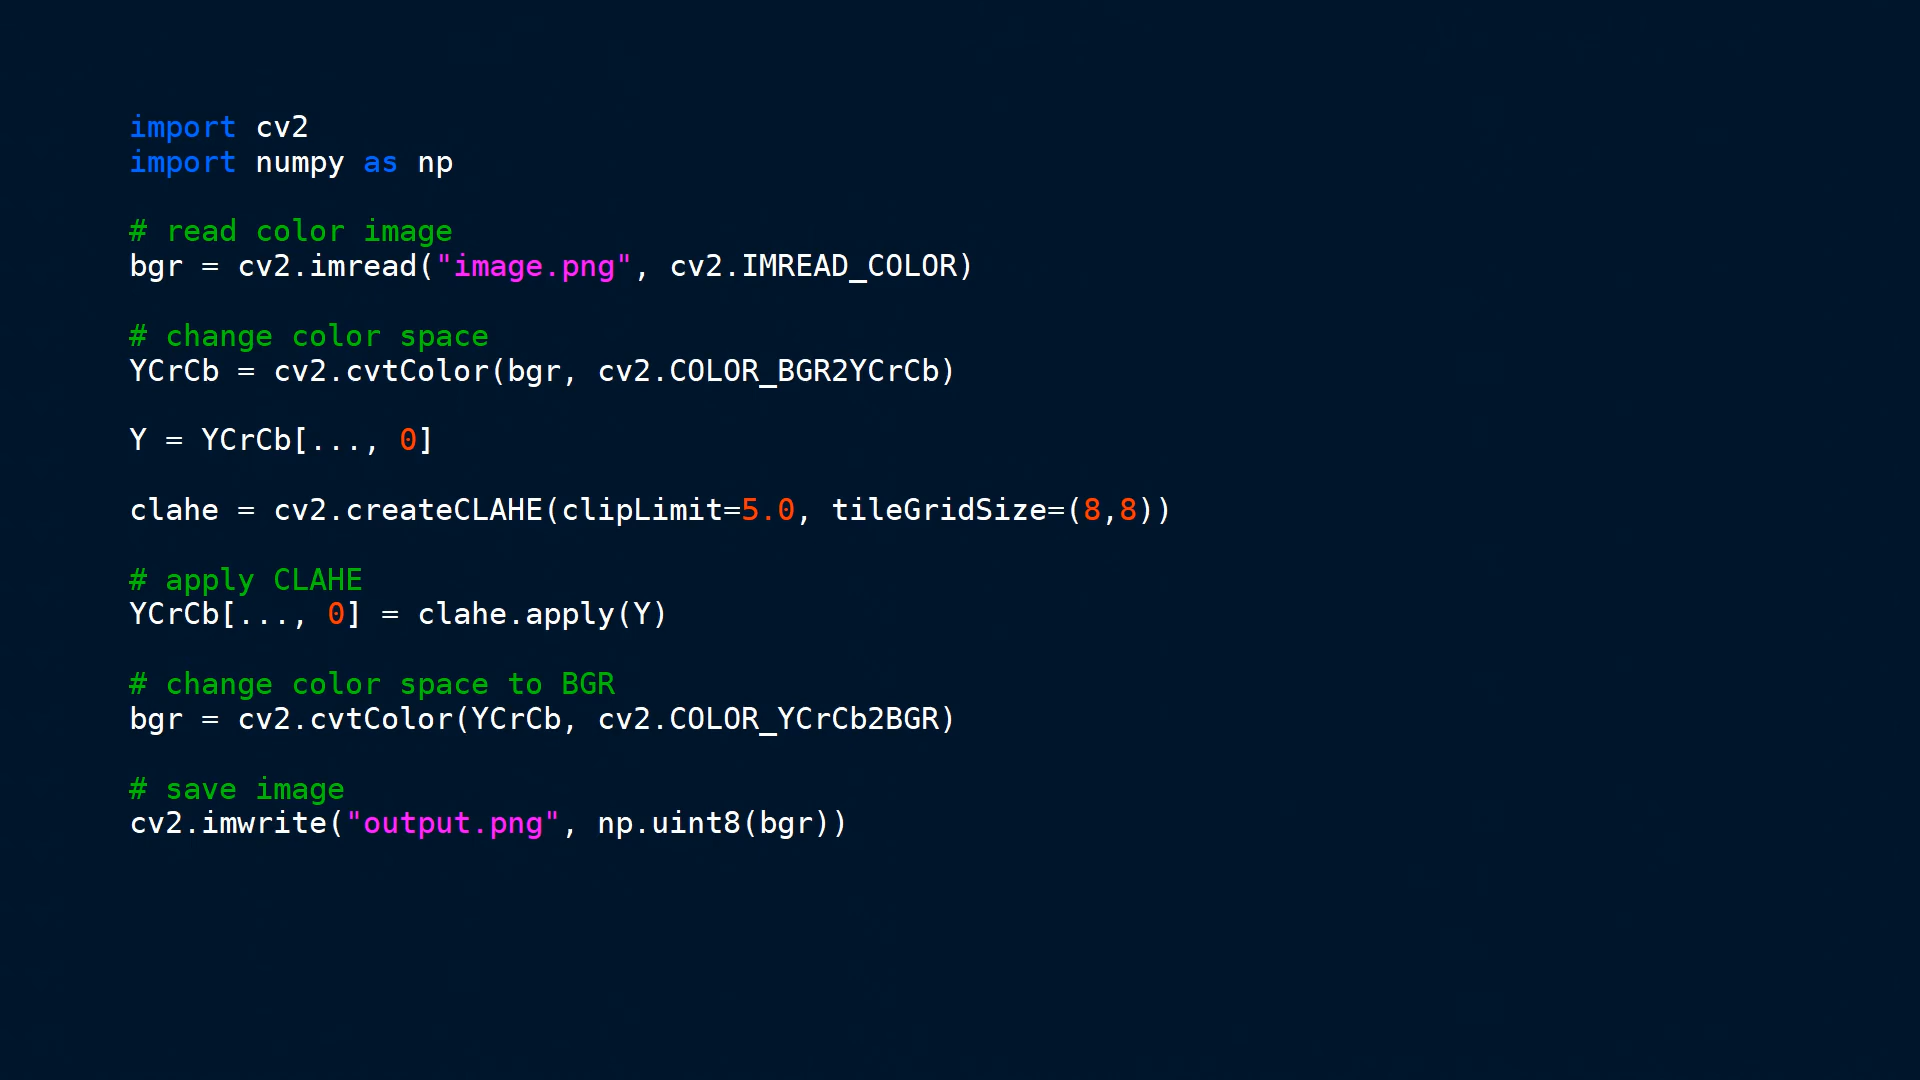 import cv2
import numpy as np
# read color image
bgr = cv2.imread("image.png", cv2.IMREAD_COLOR)
# change color space
YCrCb = cv2.cvtColor(bgr, cv2.COLOR_BGR2YCrCb)
Y = YCrCb[..., 0]
clahe = cv2.createCLAHE(clipLimit=5.0, tileGridSize=(8,8))
# apply CLAHE
YCrCb[..., 0] = clahe.apply(Y)
# change color space to BGR
bgr = cv2.cvtColor(YCrCb, cv2.COLOR_YCrCb2BGR)
# save image
cv2.imwrite("output.png", np.uint8(bgr))